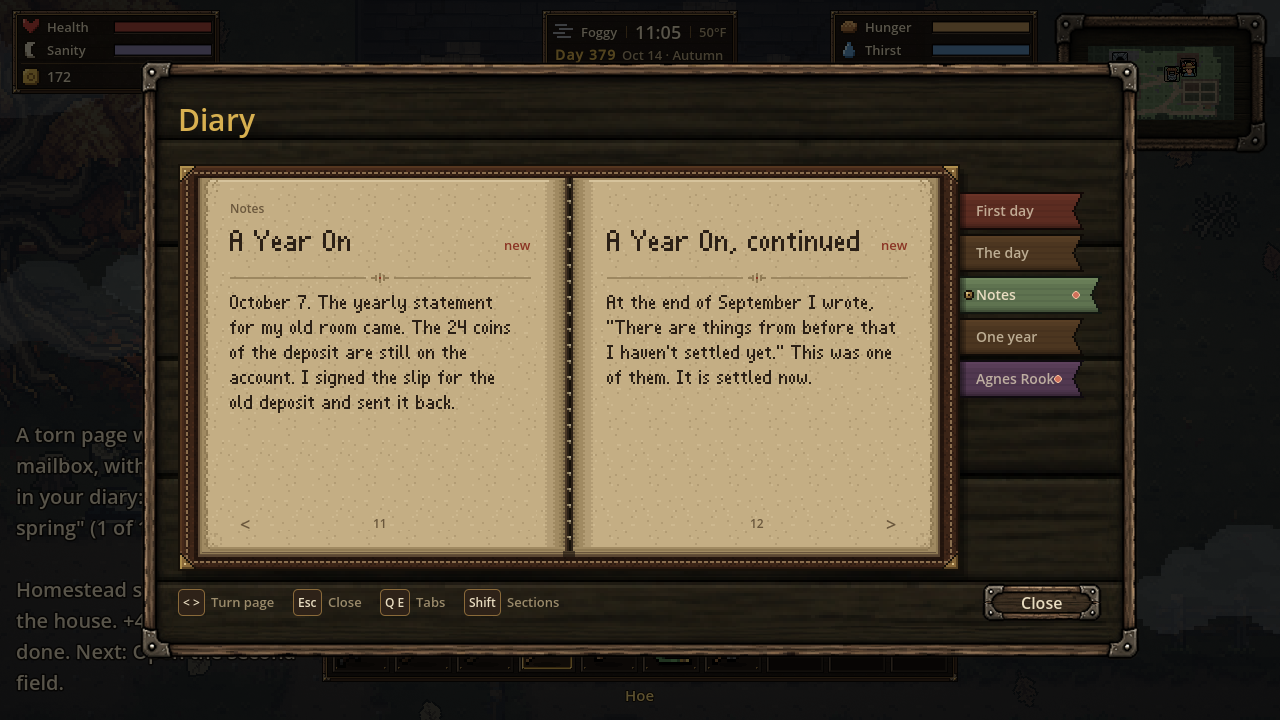 Health
Sanity
172
Foggy 11:05 50°F
Day 379 Oct 14 · Autumn
Hunger
Thirst
Diary
Notes
A Year On new
October 7. The yearly statement
for my old room came. The 24 coins
of the deposit are still on the
account. I signed the slip for the
old deposit and sent it back.
< 11
A Year On, continued new
At the end of September I wrote,
"There are things from before that
I haven't settled yet." This was one
of them. It is settled now.
12 >
First day
The day
Notes
One year
Agnes Rook
A torn page
mailbox, with
in your diary:
spring" (1 of
Homestead
the house. +4
done. Next: the second
field.
< > Turn page Esc Close Q E Tabs Shift Sections
Close
Hoe